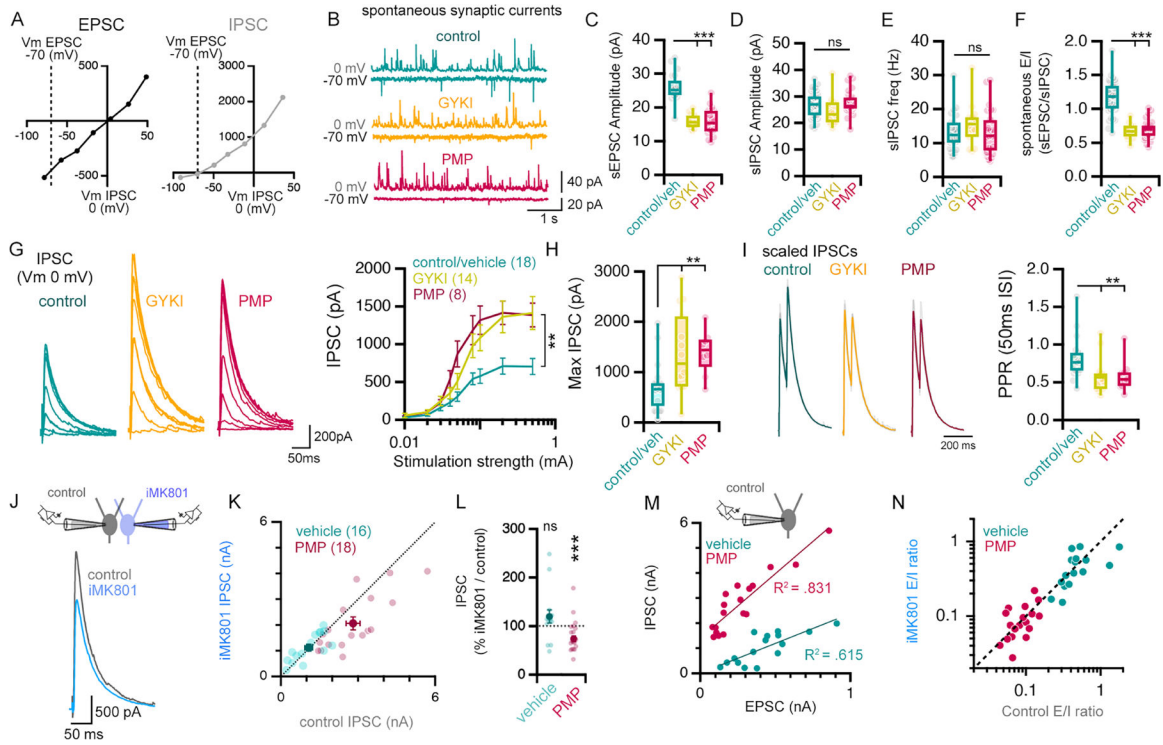 A
EPSC
IPSC
Vm EPSC
-70 (mV)
500
-100
50
-500
Vm IPSC
0 (mV)
Vm EPSC
-70 (mV)
3000
2100
1000
-100
50
Vm IPSC
0 (mV)
B
spontaneous synaptic currents
control
0 mV
-70 mV
GYKI
0 mV
-70 mV
PMP
0 mV
-70 mV
40 pA
20 pA
1 s
C
sEPSC Amplitude (pA)
40
30
20
10
0
***
control/veh
GYKI
PMP
D
sIPSC Amplitude (pA)
50
40
30
20
10
0
ns
control/veh
GYKI
PMP
E
sIPSC freq (Hz)
40
30
20
10
0
ns
control/veh
GYKI
PMP
F
spontaneous E/I
(sEPSC/sIPSC)
2.0
1.5
1.0
0.5
0
***
control/veh
GYKI
PMP
G
IPSC
(Vm 0 mV)
control
GYKI
PMP
200pA
50ms
IPSC (pA)
2000
1500
1000
500
0
0.01
0.1
1
control/vehicle (18)
GYKI (14)
PMP (8)
**
Stimulation strength (mA)
H
Max IPSC (pA)
3000
2000
1000
0
**
control/veh
GYKI
PMP
I
scaled IPSCs
control
GYKI
PMP
200 ms
PPR (50ms ISI)
2.0
1.5
1.0
0.5
0
**
control/veh
GYKI
PMP
J
control
iMK801
control
iMK801
500 pA
50 ms
K
iMK801 IPSC (nA)
6
0
6
vehicle (16)
PMP (18)
control IPSC (nA)
L
IPSC
(% iMK801 / control)
300
200
100
0
ns
***
vehicle
PMP
M
control
IPSC (nA)
6
0
0
1
vehicle
PMP
R² = .831
R² = .615
EPSC (nA)
N
iMK801 E/I ratio
1
0.1
0.1
1
vehicle
PMP
Control E/I ratio